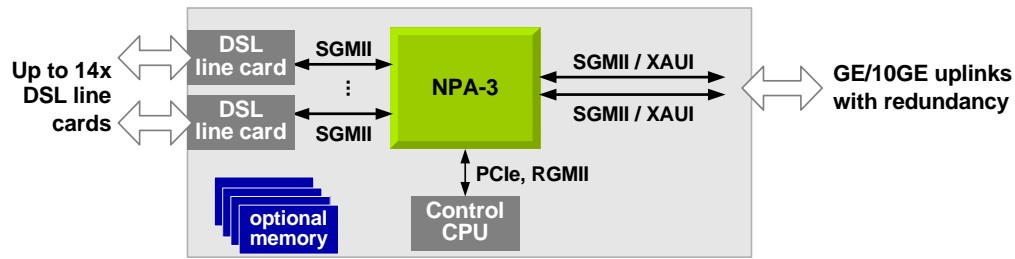 Up to 14x
DSL line
cards
DSL
line card
SGMII
...
DSL
line card
SGMII
NPA-3
SGMII / XAUI
SGMII / XAUI
GE/10GE uplinks
with redundancy
PCIe, RGMII
Control
CPU
optional
memory